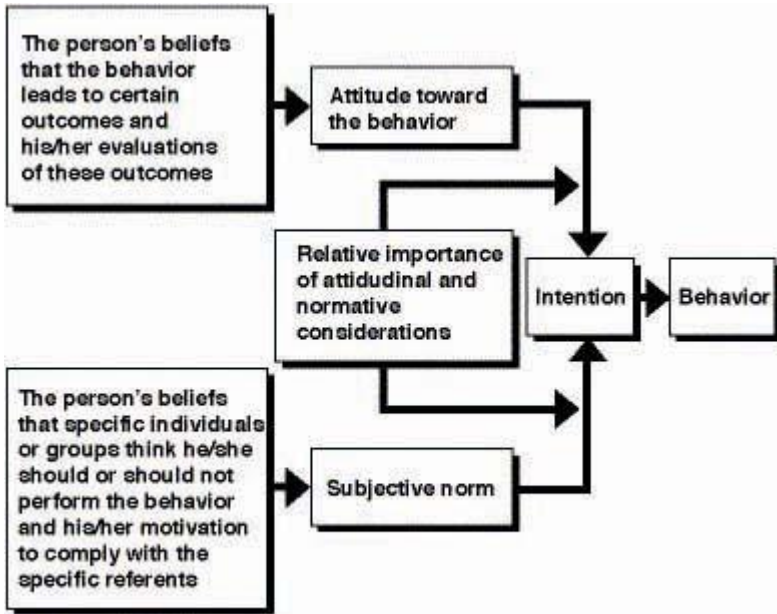 The person's beliefs
that the behavior
leads to certain
outcomes and
his/her evaluations
of these outcomes
Attitude toward
the behavior
Relative importance
of attidudinal and
normative
considerations
Intention
Behavior
The person's beliefs
that specific individuals
or groups think he/she
should or should not
perform the behavior
and his/her motivation
to comply with the
specific referents
Subjective norm